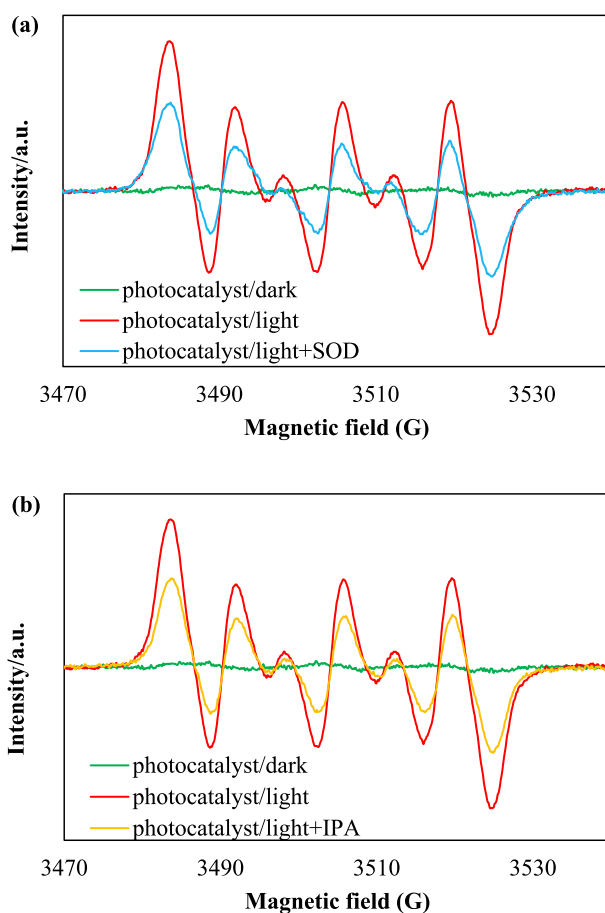 (a)
Intensity/a.u.
photocatalyst/dark
photocatalyst/light
photocatalyst/light+SOD
3470 3490 3510 3530
Magnetic field (G)
(b)
Intensity/a.u.
photocatalyst/dark
photocatalyst/light
photocatalyst/light+IPA
3470 3490 3510 3530
Magnetic field (G)